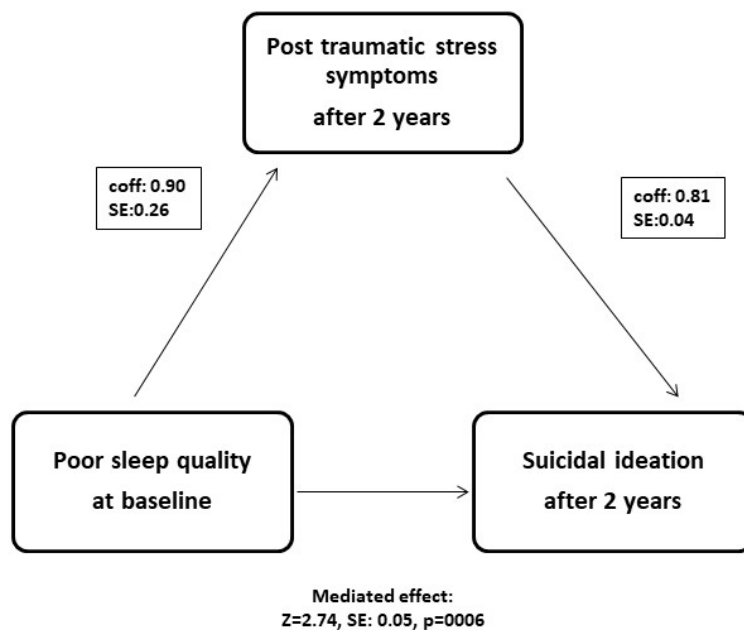 Post traumatic stress
symptoms
after 2 years
coff: 0.90
SE:0.26
coff: 0.81
SE:0.04
Poor sleep quality
at baseline
Suicidal ideation
after 2 years
Mediated effect:
Z=2.74, SE: 0.05, p=0006